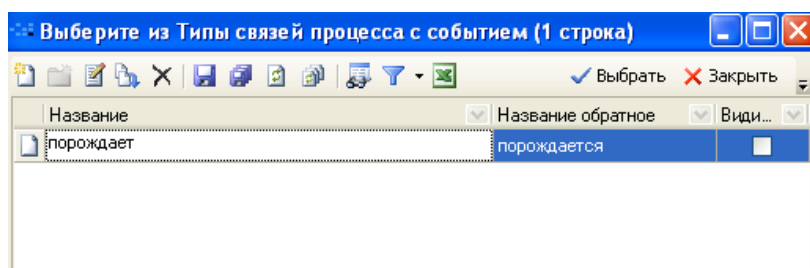 Выберите из Типы связей процесса с событием (1 строка)
Выбрать Закрыть
Название Название обратное Види...
порождает порождается